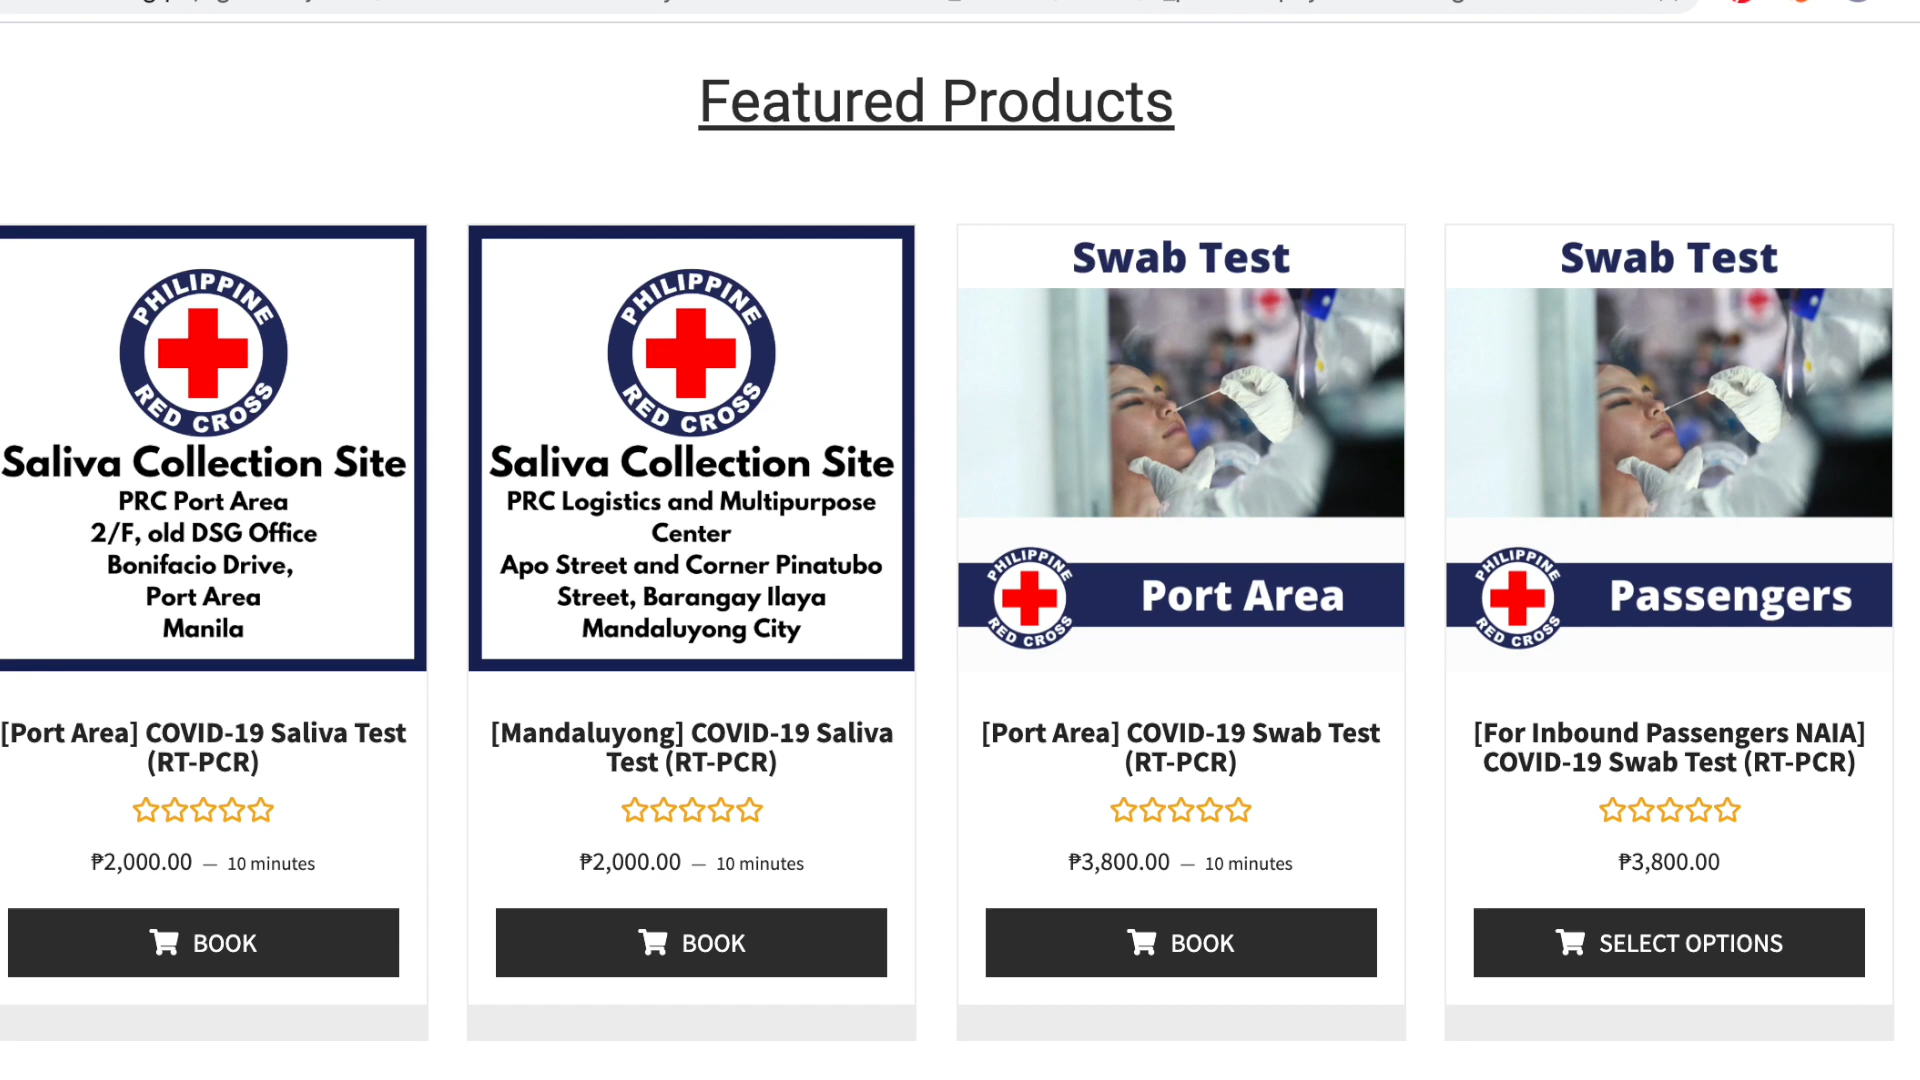 Featured Products
PHILIPPINE
RED CROSS
Saliva Collection Site
PRC Port Area
2/F, old DSG Office
Bonifacio Drive,
Port Area
Manila
[Port Area] COVID-19 Saliva Test
(RT-PCR)
₱2,000.00 — 10 minutes
BOOK
PHILIPPINE
RED CROSS
Saliva Collection Site
PRC Logistics and Multipurpose
Center
Apo Street and Corner Pinatubo
Street, Barangay Ilaya
Mandaluyong City
[Mandaluyong] COVID-19 Saliva
Test (RT-PCR)
₱2,000.00 — 10 minutes
BOOK
Swab Test
PHILIPPINE
RED CROSS
Port Area
[Port Area] COVID-19 Swab Test
(RT-PCR)
₱3,800.00 — 10 minutes
BOOK
Swab Test
PHILIPPINE
RED CROSS
Passengers
[For Inbound Passengers NAIA]
COVID-19 Swab Test (RT-PCR)
₱3,800.00
SELECT OPTIONS